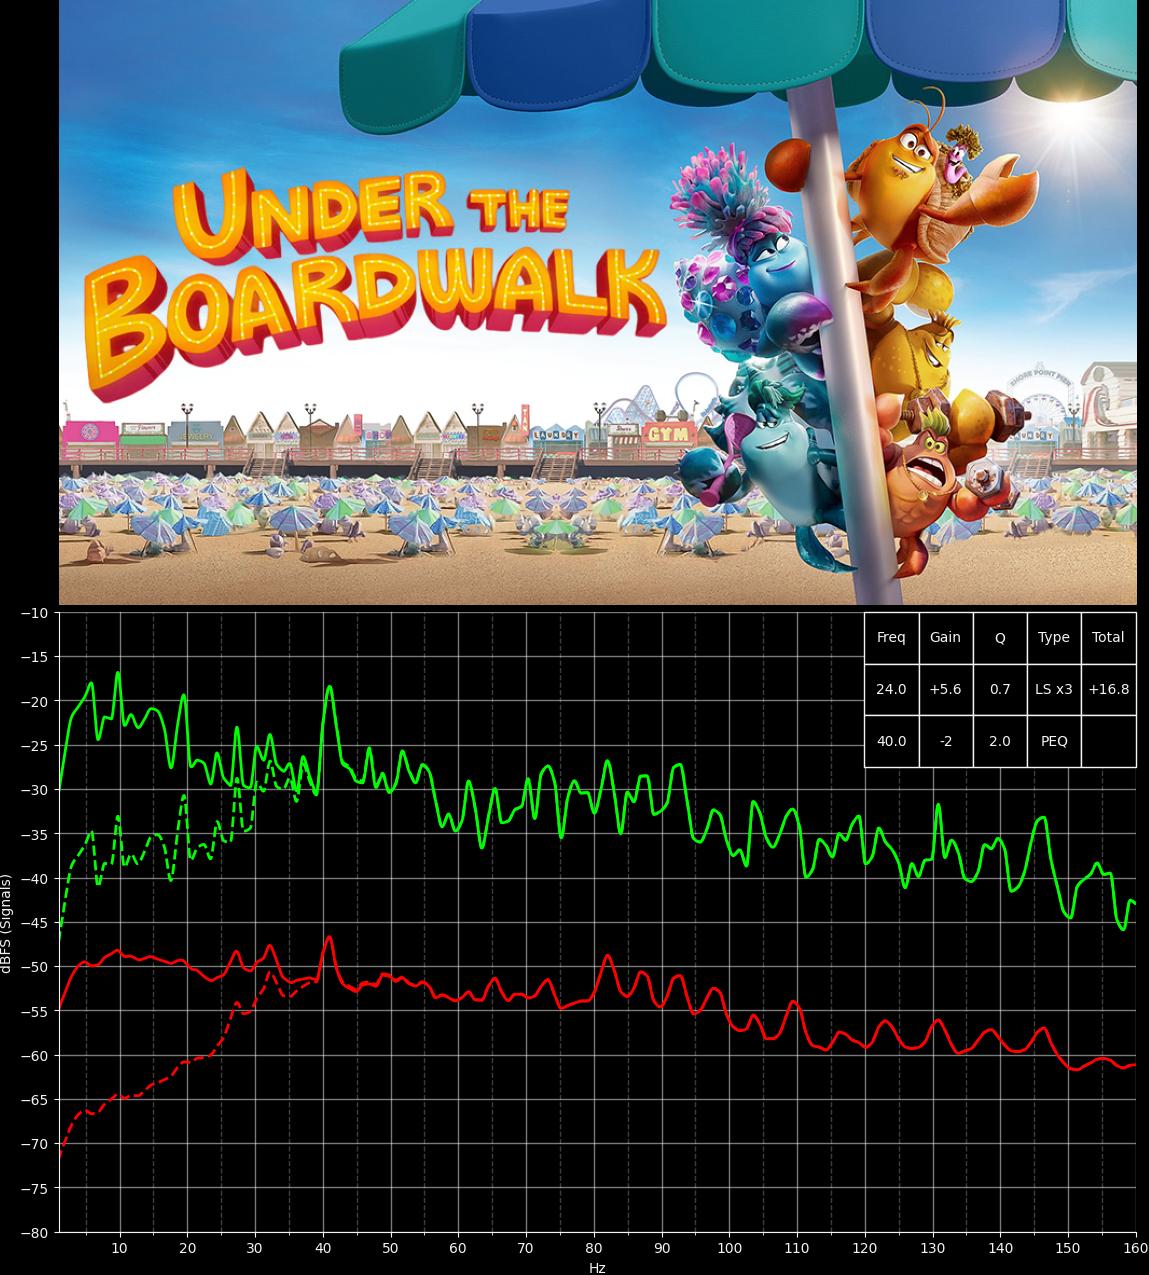 UNDER THE
BOARDWALK
SHORE POINT PIER
JEWELRY
LAUNDRY
GYM
−10
−15
−20
−25
−30
−35
−40
−45
−50
−55
−60
−65
−70
−75
−80
dBFS (Signals)
Freq Gain Q Type Total
24.0 +5.6 0.7 LS x3 +16.8
40.0 -2 2.0 PEQ
10 20 30 40 50 60 70 80 90 100 110 120 130 140 150 160
Hz